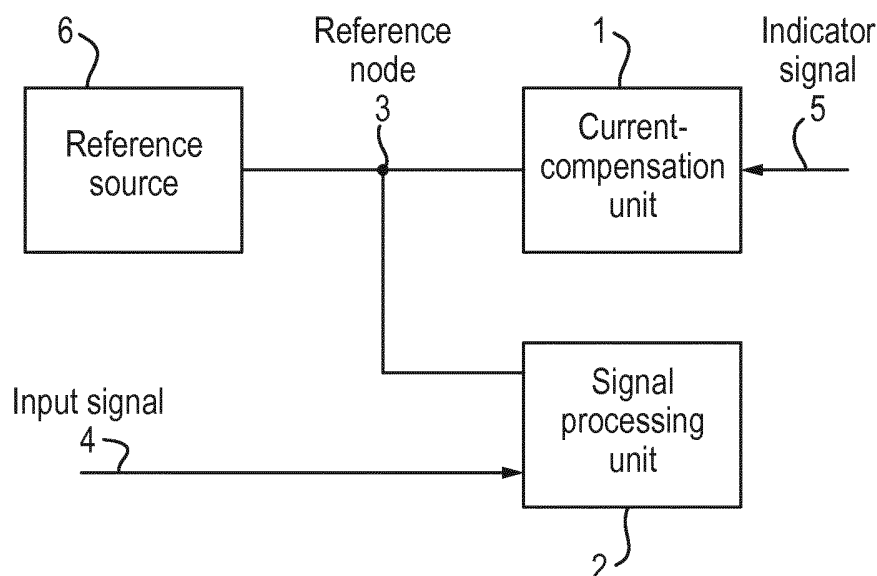 6
Reference
node
3
1
Indicator
signal
5
Reference
source
Current-
compensation
unit
Input signal
4
Signal
processing
unit
2